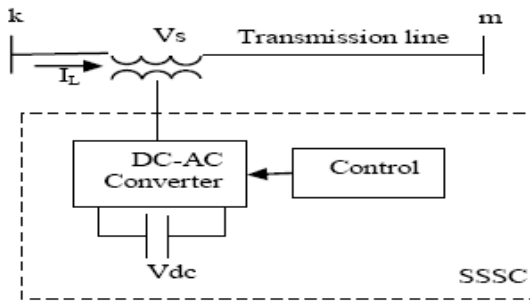 k
m
Vs
Transmission line
IL
DC-AC
Converter
Control
Vdc
SSSC